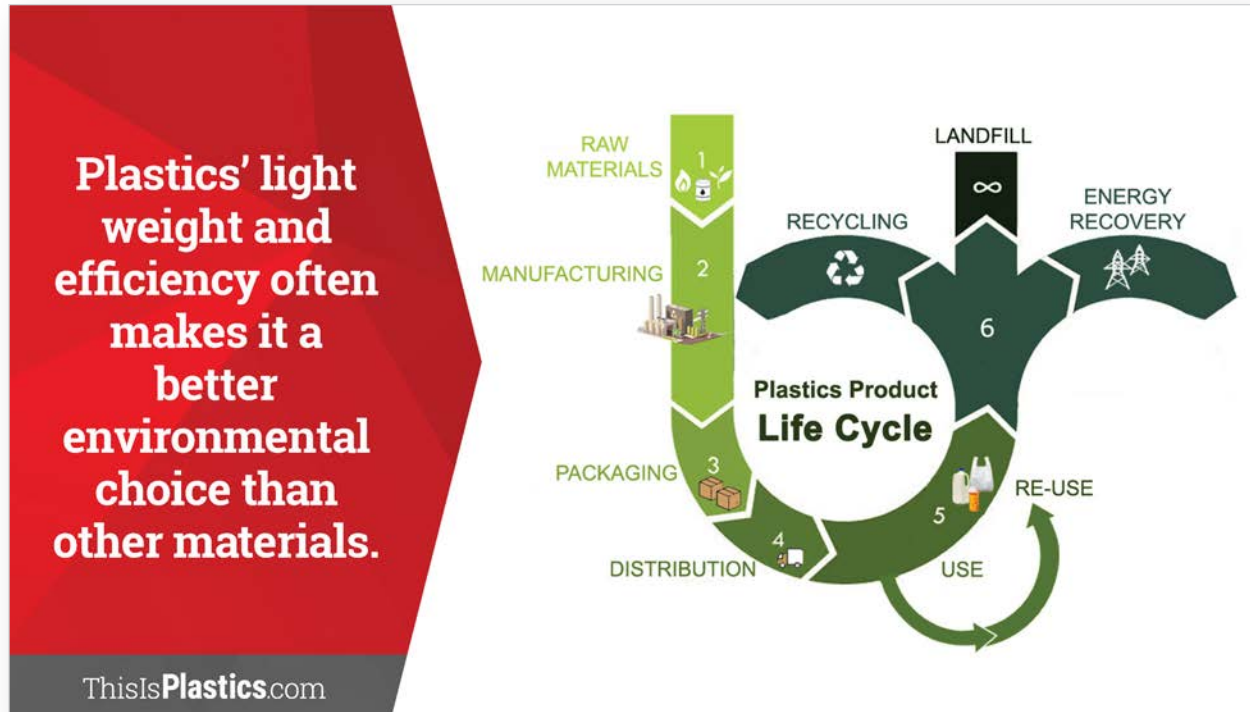 Plastics’ light
weight and
efficiency often
makes it a
better
environmental
choice than
other materials.
ThisIsPlastics.com
RAW
MATERIALS
1
MANUFACTURING
2
PACKAGING
3
DISTRIBUTION
4
USE
5
RE-USE
6
RECYCLING
LANDFILL
∞
ENERGY
RECOVERY
Plastics Product
Life Cycle